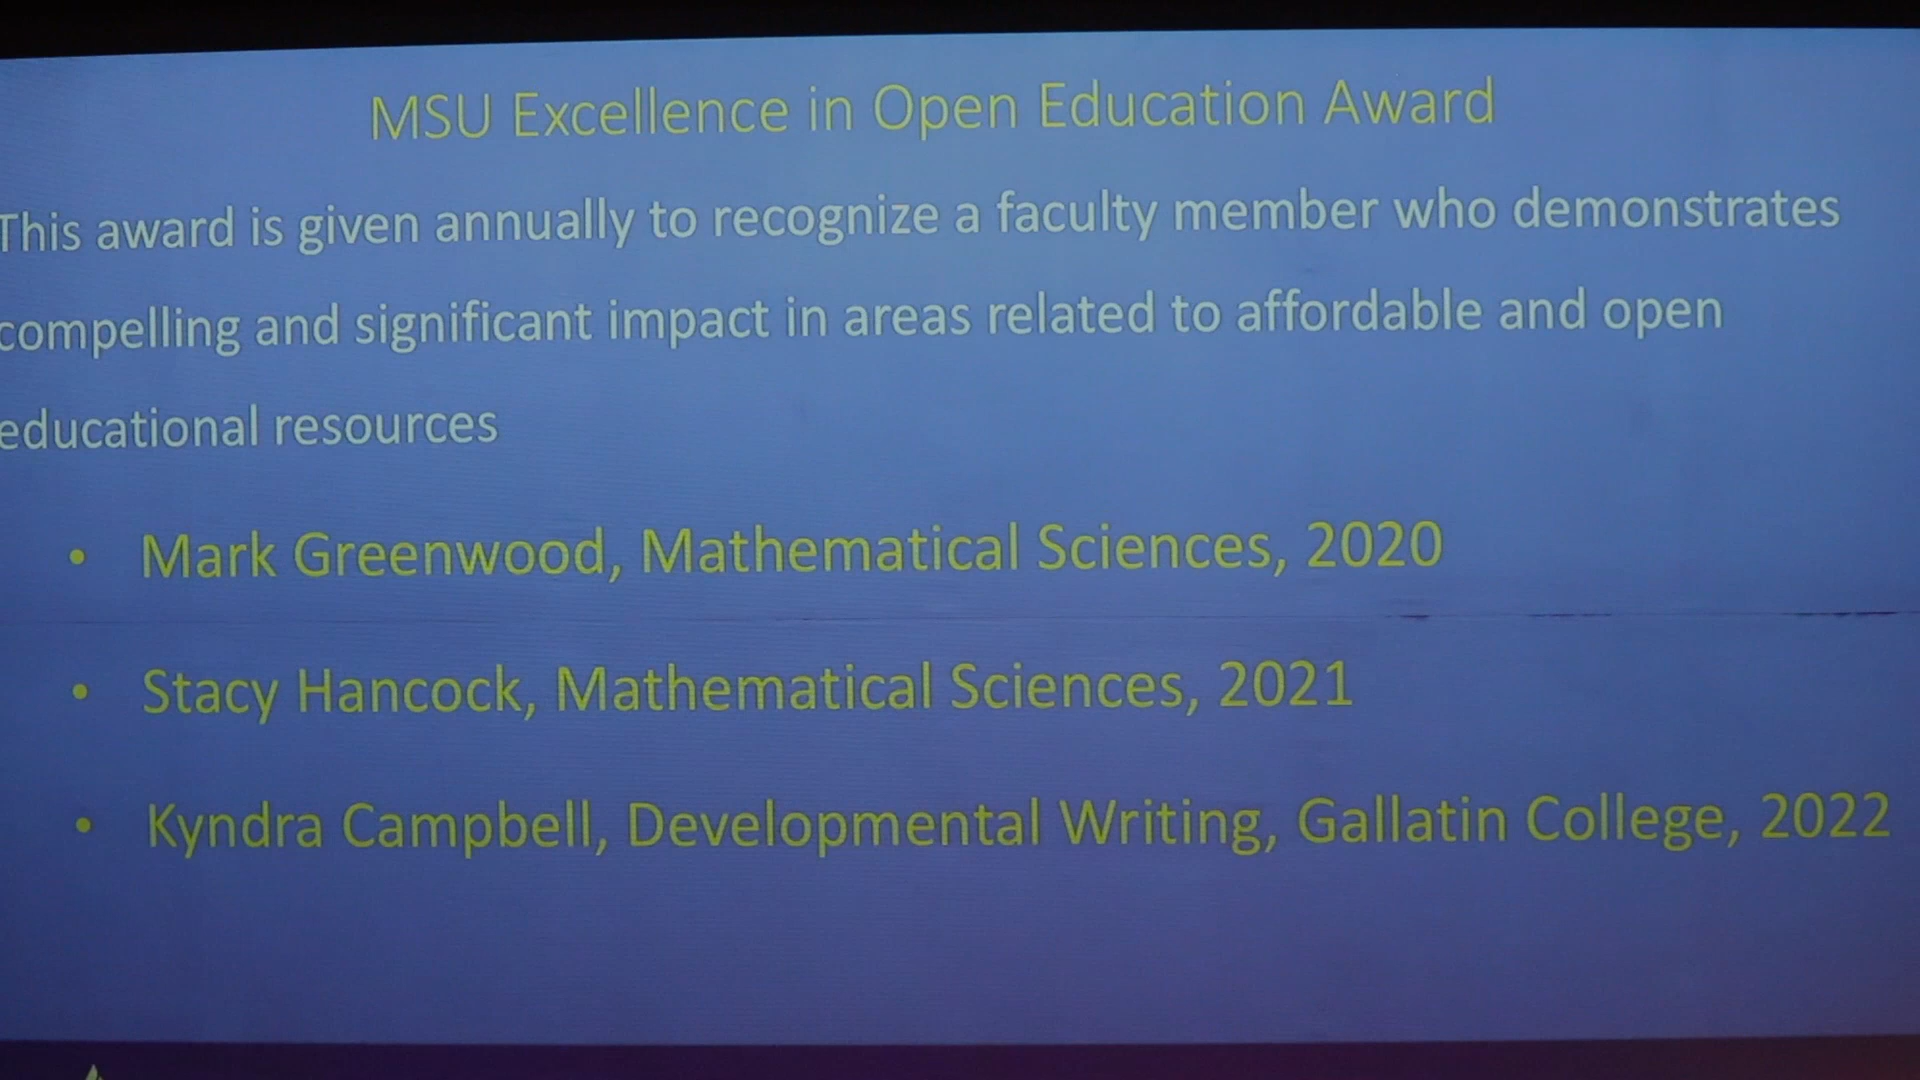 MSU Excellence in Open Education Award
This award is given annually to recognize a faculty member who demonstrates
compelling and significant impact in areas related to affordable and open
educational resources
• Mark Greenwood, Mathematical Sciences, 2020
• Stacy Hancock, Mathematical Sciences, 2021
• Kyndra Campbell, Developmental Writing, Gallatin College, 2022